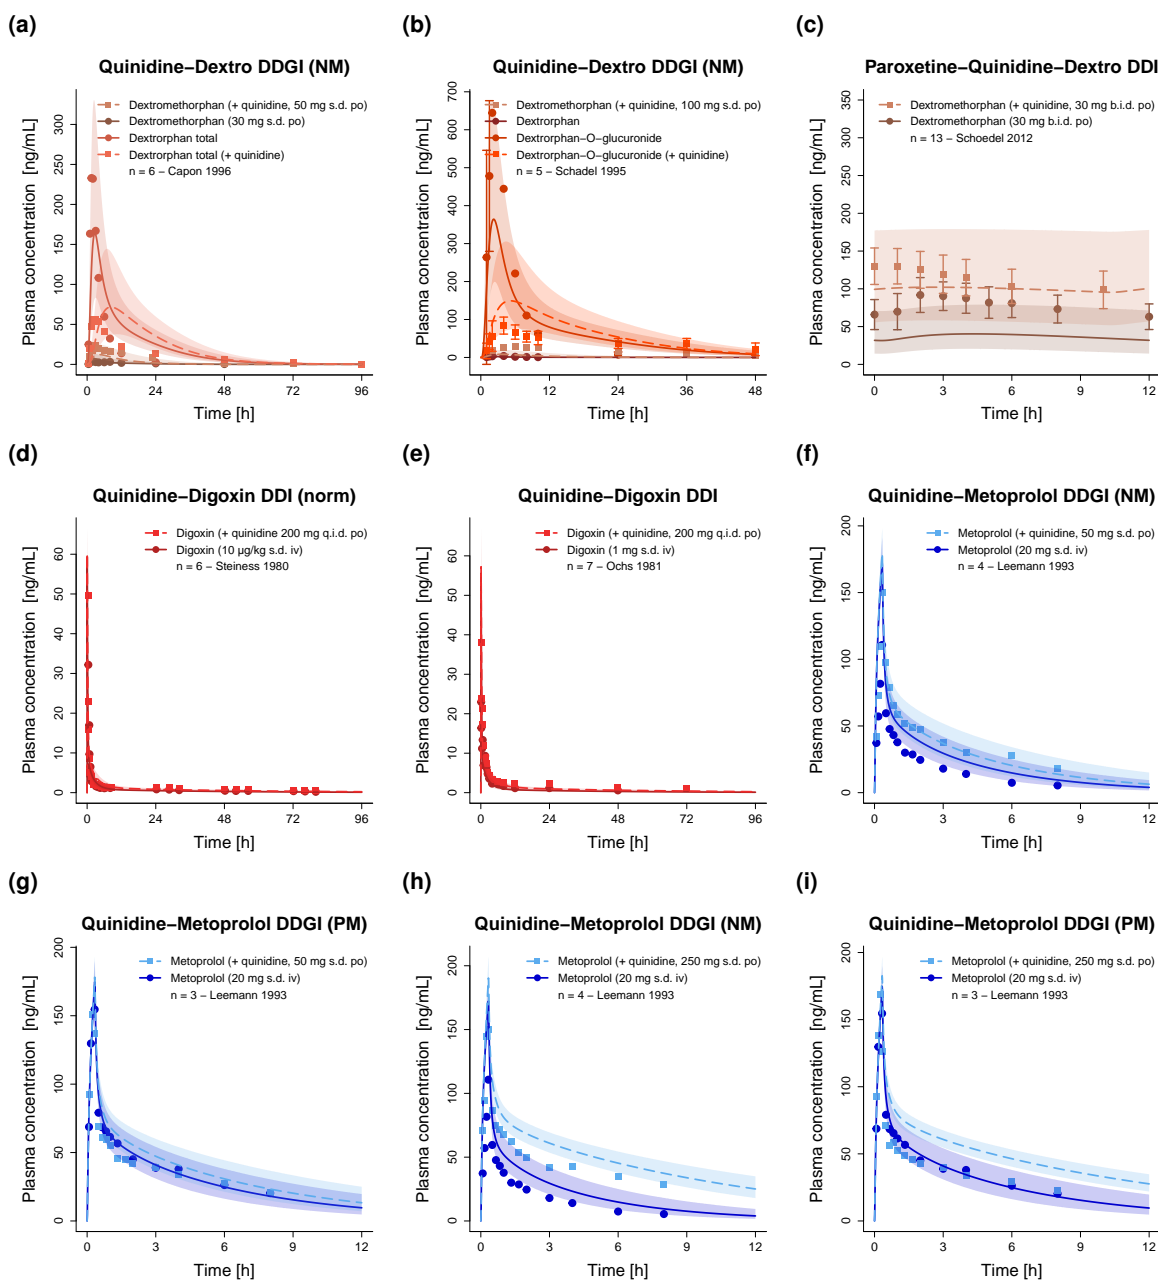 (a)
Quinidine−Dextro DDGI (NM)
Dextromethorphan (+ quinidine, 50 mg s.d. po)
Dextromethorphan (30 mg s.d. po)
Dextrorphan total
Dextrorphan total (+ quinidine)
n = 6 − Capon 1996
Plasma concentration [ng/mL]
0 50 100 150 200 250 300
0 24 48 72 96
Time [h]
(b)
Quinidine−Dextro DDGI (NM)
Dextromethorphan (+ quinidine, 100 mg s.d. po)
Dextrorphan
Dextrorphan−O−glucuronide
Dextrorphan−O−glucuronide (+ quinidine)
n = 5 − Schadel 1995
Plasma concentration [ng/mL]
0 100 200 300 400 500 600 700
0 12 24 36 48
Time [h]
(c)
Paroxetine−Quinidine−Dextro DDI
Dextromethorphan (+ quinidine, 30 mg b.i.d. po)
Dextromethorphan (30 mg b.i.d. po)
n = 13 − Schoedel 2012
Plasma concentration [ng/mL]
0 50 100 150 200 250 300 350
0 3 6 9 12
Time [h]
(d)
Quinidine−Digoxin DDI (norm)
Digoxin (+ quinidine 200 mg q.i.d. po)
Digoxin (10 µg/kg s.d. iv)
n = 6 − Steiness 1980
Plasma concentration [ng/mL]
0 10 20 30 40 50 60
0 24 48 72 96
Time [h]
(e)
Quinidine−Digoxin DDI
Digoxin (+ quinidine, 200 mg q.i.d. po)
Digoxin (1 mg s.d. iv)
n = 7 − Ochs 1981
Plasma concentration [ng/mL]
0 10 20 30 40 50 60
0 24 48 72 96
Time [h]
(f)
Quinidine−Metoprolol DDGI (NM)
Metoprolol (+ quinidine, 50 mg s.d. po)
Metoprolol (20 mg s.d. iv)
n = 4 − Leemann 1993
Plasma concentration [ng/mL]
0 50 100 150 200
0 3 6 9 12
Time [h]
(g)
Quinidine−Metoprolol DDGI (PM)
Metoprolol (+ quinidine, 50 mg s.d. po)
Metoprolol (20 mg s.d. iv)
n = 3 − Leemann 1993
Plasma concentration [ng/mL]
0 50 100 150 200
0 3 6 9 12
Time [h]
(h)
Quinidine−Metoprolol DDGI (NM)
Metoprolol (+ quinidine, 250 mg s.d. po)
Metoprolol (20 mg s.d. iv)
n = 4 − Leemann 1993
Plasma concentration [ng/mL]
0 50 100 150 200
0 3 6 9 12
Time [h]
(i)
Quinidine−Metoprolol DDGI (PM)
Metoprolol (+ quinidine, 250 mg s.d. po)
Metoprolol (20 mg s.d. iv)
n = 3 − Leemann 1993
Plasma concentration [ng/mL]
0 50 100 150 200
0 3 6 9 12
Time [h]